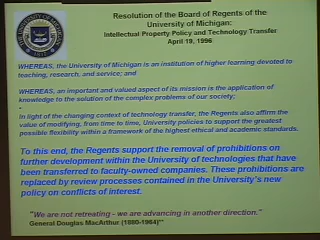 Resolution of the Board of Regents of the
University of Michigan:
Intellectual Property Policy and Technology Transfer
April 19, 1996
WHEREAS, the University of Michigan is an institution of higher learning devoted to
teaching, research, and service; and
WHEREAS, an important and valued aspect of its mission is the application of
knowledge to the solution of the complex problems of our society;
In light of the changing context of technology transfer, the Regents also affirm the
value of modifying, from time to time, University policies to support the greatest
possible flexibility within a framework of the highest ethical and academic standards.
To this end, the Regents support the removal of prohibitions on
further development within the University of technologies that have
been transferred to faculty-owned companies. These prohibitions are
replaced by review processes contained in the University's new
policy on conflicts of interest.
"We are not retreating - we are advancing in another direction."
General Douglas MacArthur (1880-1964)"